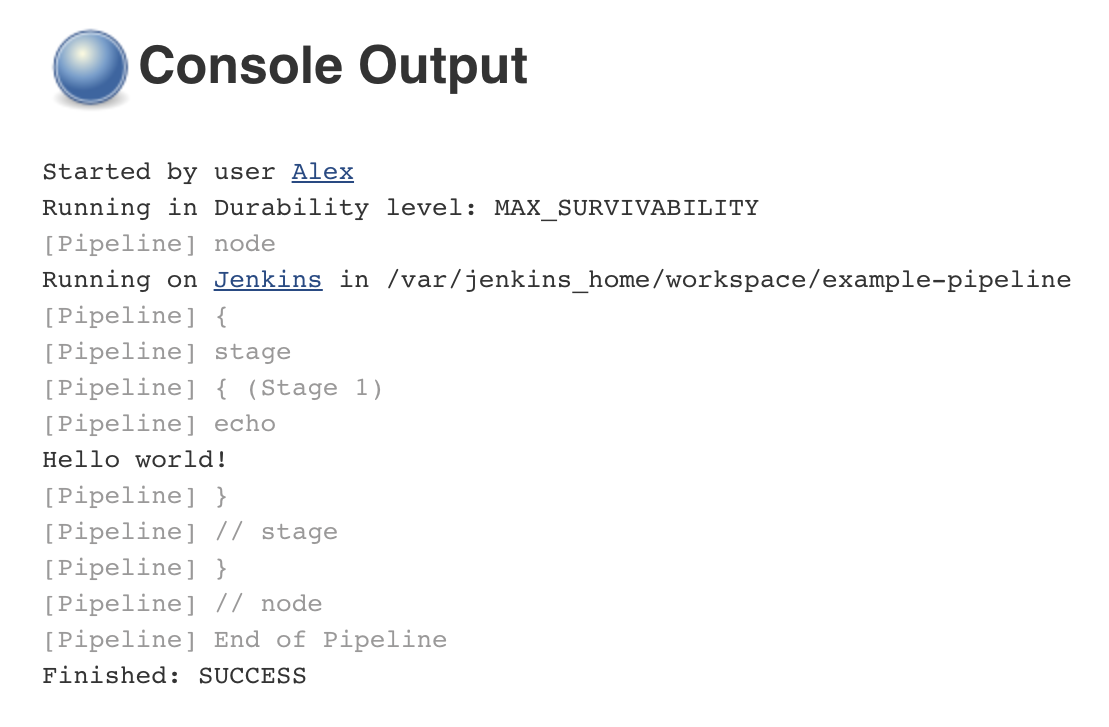 Console Output
Started by user Alex
Running in Durability level: MAX_SURVIVABILITY
[Pipeline] node
Running on Jenkins in /var/jenkins_home/workspace/example-pipeline
[Pipeline] {
[Pipeline] stage
[Pipeline] { (Stage 1)
[Pipeline] echo
Hello world!
[Pipeline] }
[Pipeline] // stage
[Pipeline] }
[Pipeline] // node
[Pipeline] End of Pipeline
Finished: SUCCESS